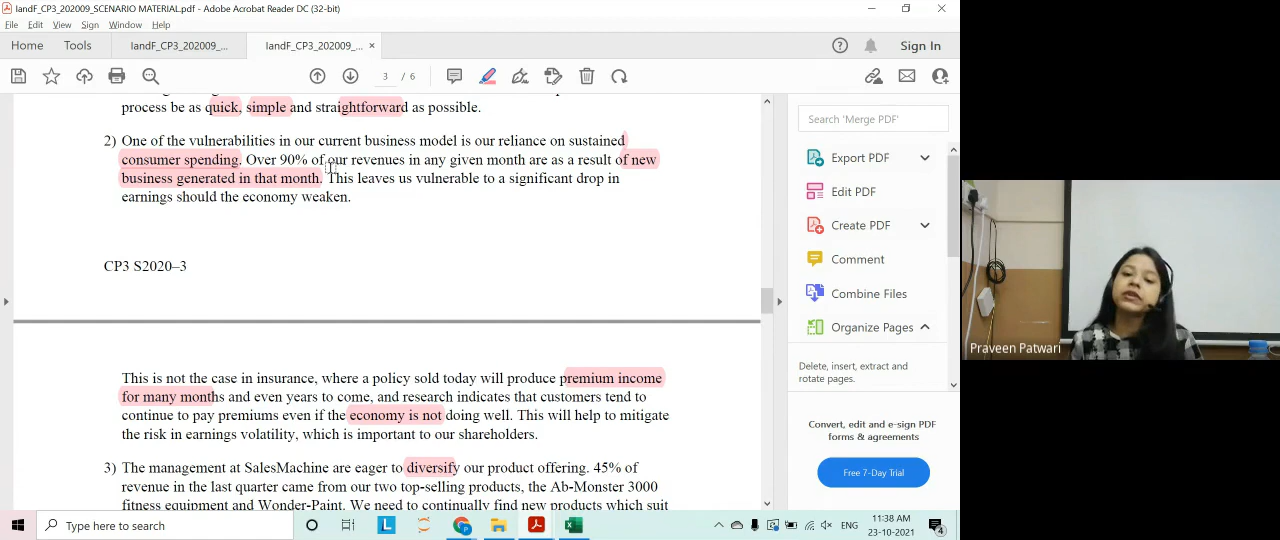 IandF_CP3_202009_SCENARIO MATERIAL.pdf - Adobe Acrobat Reader DC (32-bit)
File Edit View Sign Window Help
Home Tools IandF_CP3_202009_... IandF_CP3_202009_... × Sign In
3 / 6
process be as quick, simple and straightforward as possible.
2) One of the vulnerabilities in our current business model is our reliance on sustained
consumer spending. Over 90% of our revenues in any given month are as a result of new
business generated in that month. This leaves us vulnerable to a significant drop in
earnings should the economy weaken.
CP3 S2020–3
This is not the case in insurance, where a policy sold today will produce premium income
for many months and even years to come, and research indicates that customers tend to
continue to pay premiums even if the economy is not doing well. This will help to mitigate
the risk in earnings volatility, which is important to our shareholders.
3) The management at SalesMachine are eager to diversify our product offering. 45% of
revenue in the last quarter came from our two top-selling products, the Ab-Monster 3000
fitness equipment and Wonder-Paint. We need to continually find new products which suit
Search 'Merge PDF'
Export PDF
Edit PDF
Create PDF
Comment
Combine Files
Organize Pages
Delete, insert, extract and
rotate pages.
Convert, edit and e-sign PDF
forms & agreements
Free 7-Day Trial
Praveen Patwari
Type here to search
ENG
11:38 AM
23-10-2021
4